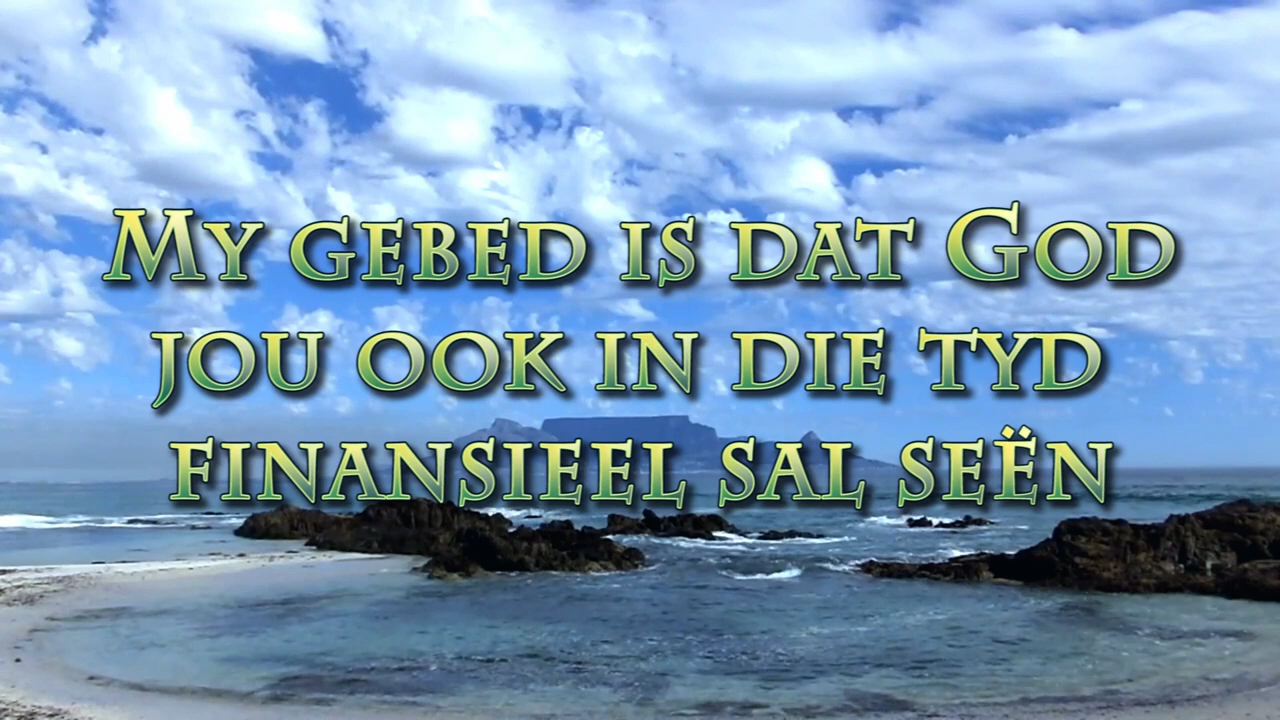 My gebed is dat God
jou ook in die tyd
finansieel sal seën